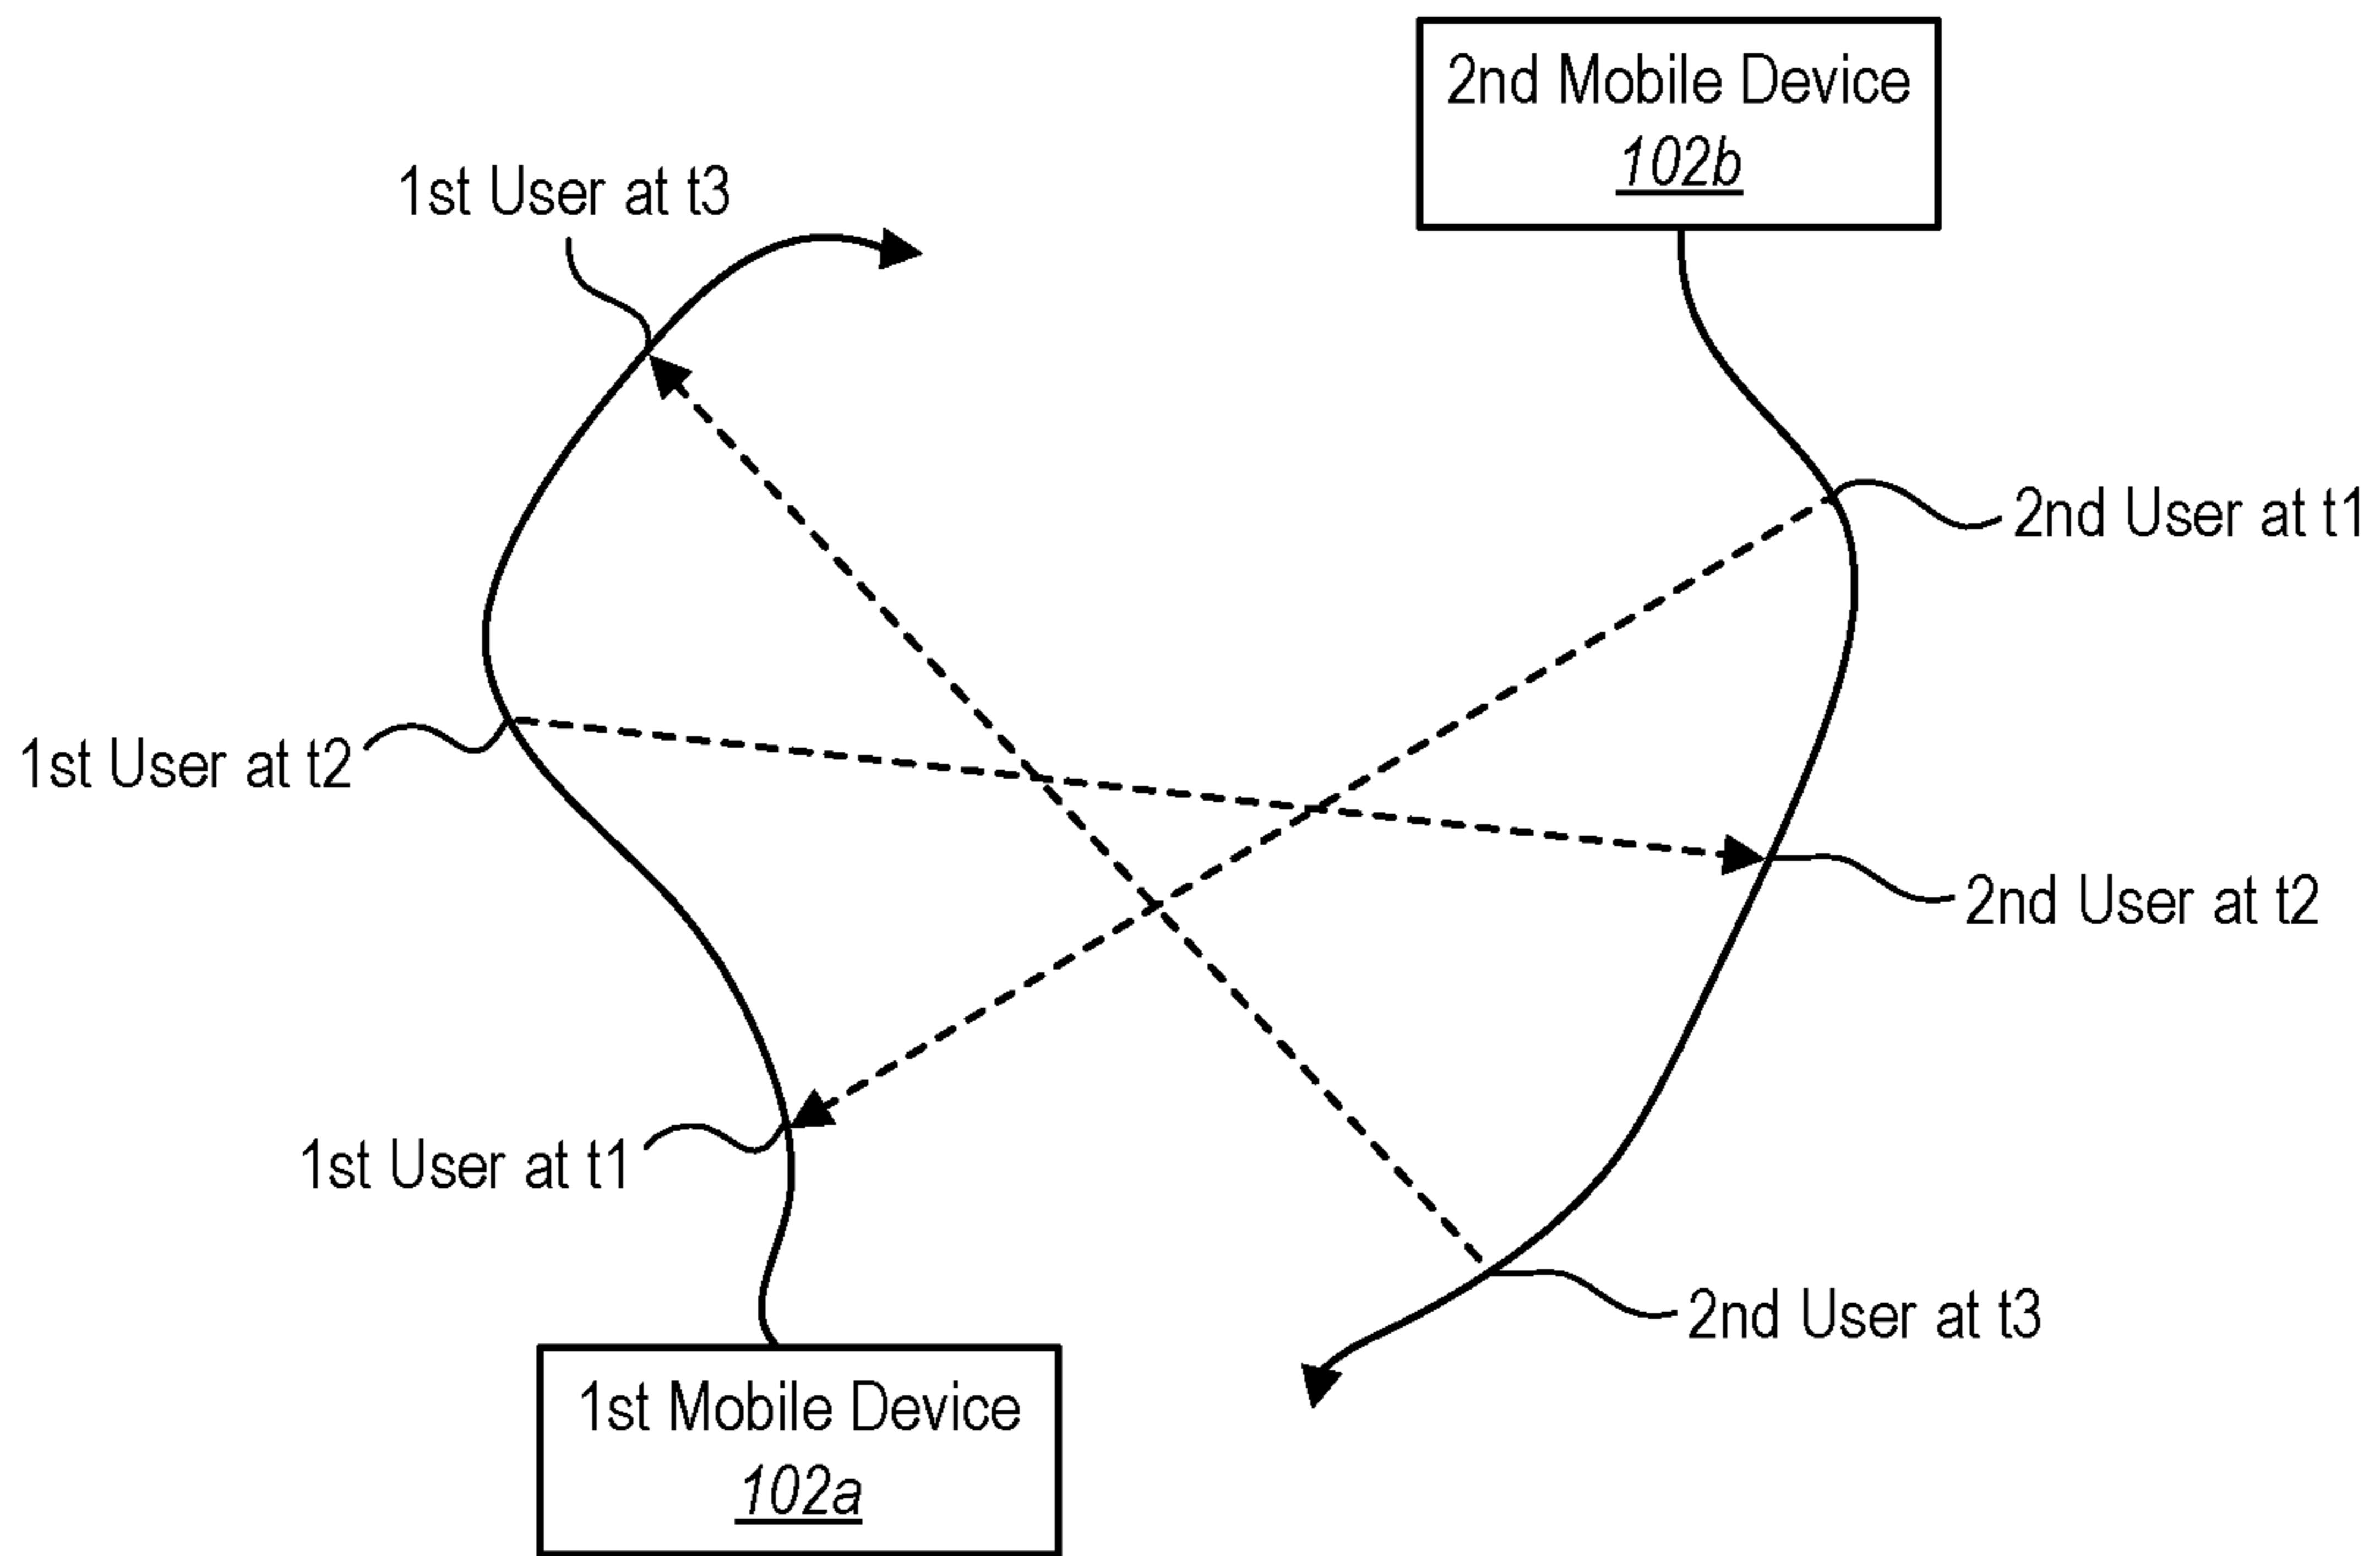 2nd Mobile Device
102b
1st User at t3
2nd User at t1
1st User at t2
2nd User at t2
1st User at t1
2nd User at t3
1st Mobile Device
102a